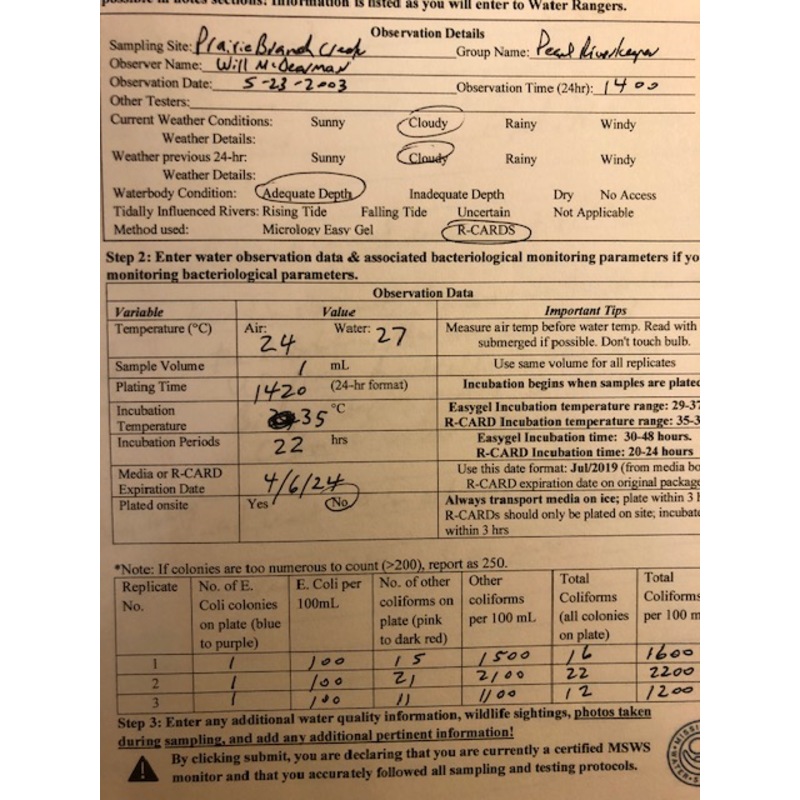 possible in notes sections. Information is listed as you will enter to Water Rangers.
Observation Details
Sampling Site: Prairie Branch Creek Group Name: Pearl Riverkeeper
Observer Name: Will McDearman
Observation Date: 5-23-2003 Observation Time (24hr): 1400
Other Testers:
Current Weather Conditions: Sunny Cloudy Rainy Windy
Weather Details:
Weather previous 24-hr: Sunny Cloudy Rainy Windy
Weather Details:
Waterbody Condition: Adequate Depth Inadequate Depth Dry No Access
Tidally Influenced Rivers: Rising Tide Falling Tide Uncertain Not Applicable
Method used: Micrology Easy Gel R-CARDS
Step 2: Enter water observation data & associated bacteriological monitoring parameters if yo
monitoring bacteriological parameters.
Observation Data
Variable Value Important Tips
Temperature (°C) Air: 24 Water: 27 Measure air temp before water temp. Read with
submerged if possible. Don't touch bulb.
Sample Volume 1 mL Use same volume for all replicates
Plating Time 1420 (24-hr format) Incubation begins when samples are plated
Incubation Temperature 35 °C Easygel Incubation temperature range: 29-37
R-CARD Incubation temperature range: 35-3
Incubation Periods 22 hrs Easygel Incubation time: 30-48 hours.
R-CARD Incubation time: 20-24 hours
Media or R-CARD Expiration Date 4/6/24 Use this date format: Jul/2019 (from media bo
R-CARD expiration date on original package
Plated onsite Yes No Always transport media on ice; plate within 3 h
R-CARDs should only be plated on site; incubate
within 3 hrs
*Note: If colonies are too numerous to count (>200), report as 250.
Replicate No. of E. E. Coli per No. of other Other Total Total
No. Coli colonies 100mL coliforms on coliforms Coliforms Coliforms
on plate (blue plate (pink per 100 mL (all colonies per 100 m
to purple) to dark red) on plate)
1 1 100 15 1500 16 1600
2 1 100 21 2100 22 2200
3 1 100 11 1100 12 1200
Step 3: Enter any additional water quality information, wildlife sightings, photos taken
during sampling, and add any additional pertinent information!
By clicking submit, you are declaring that you are currently a certified MSWS
monitor and that you accurately followed all sampling and testing protocols.